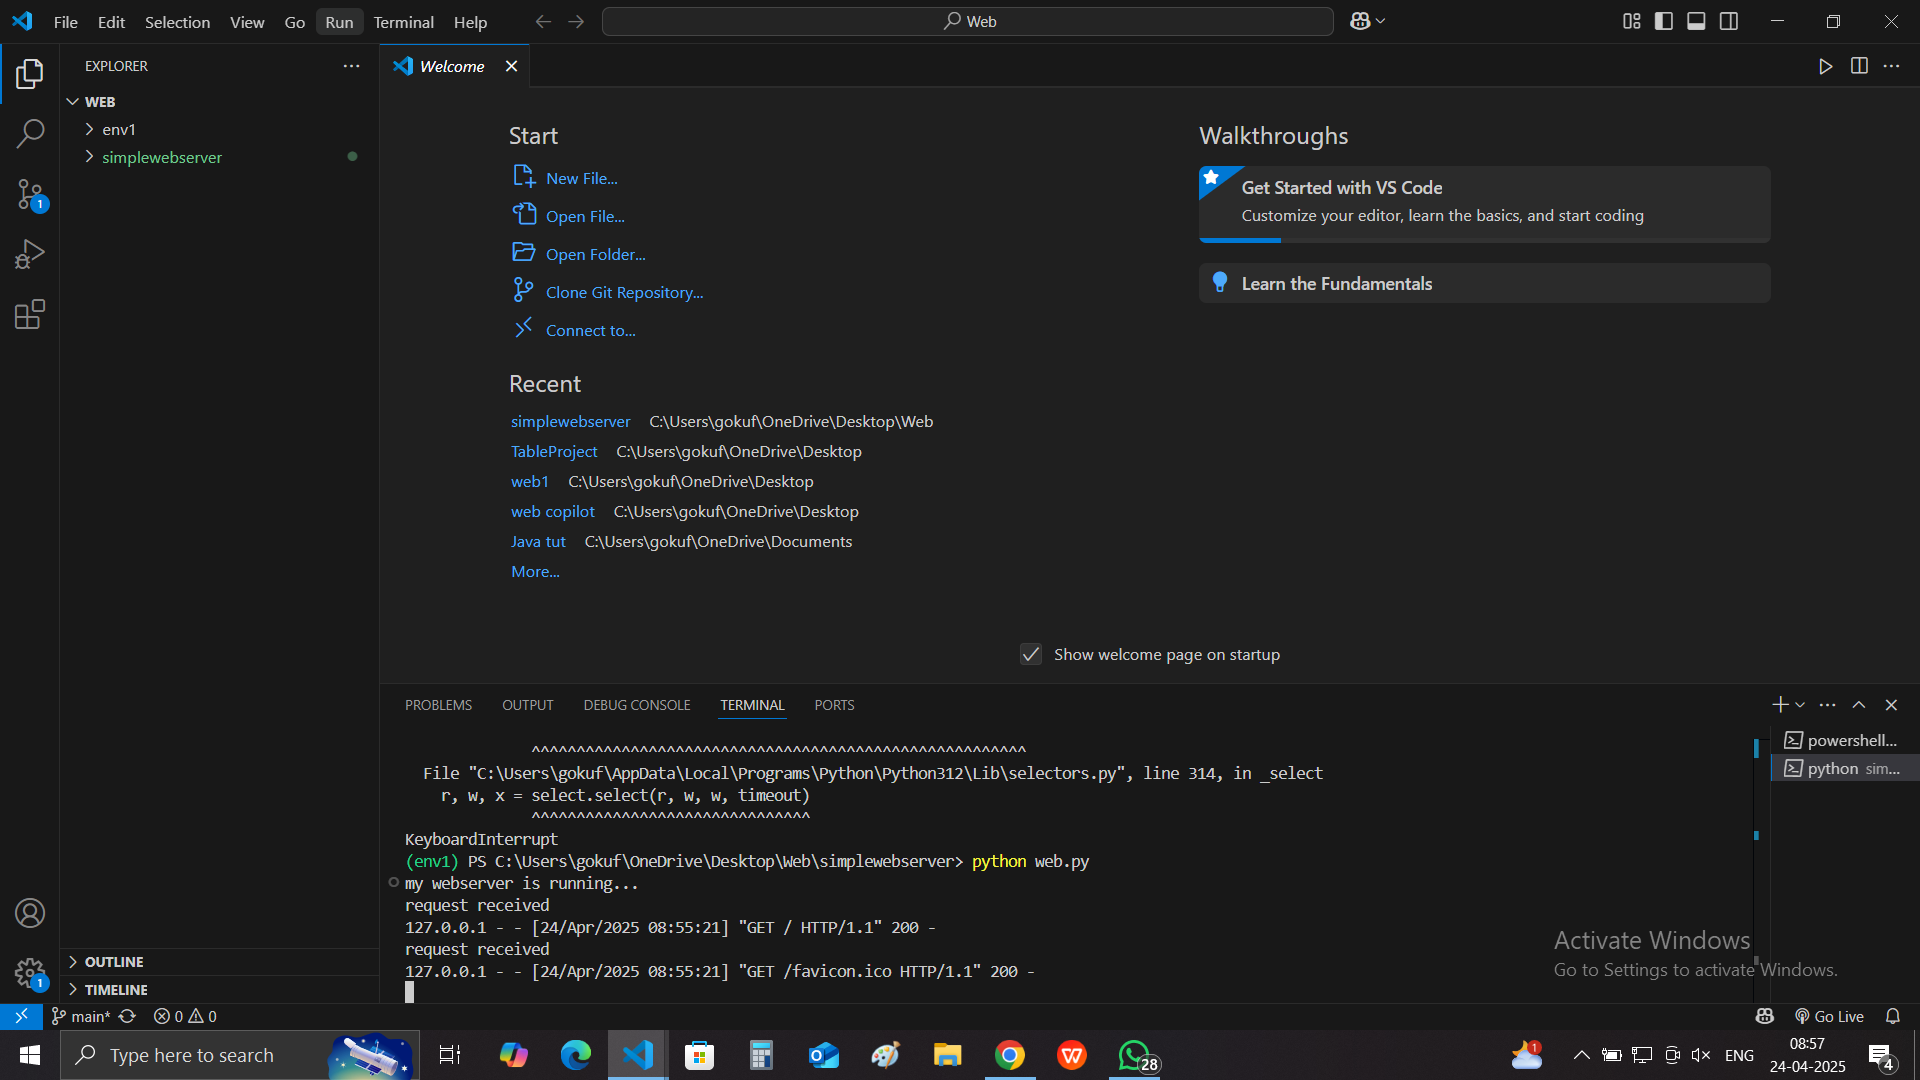 File Edit Selection View Go Run Terminal Help
Web
EXPLORER
Welcome
WEB
env1
simplewebserver
1
Start
New File...
Open File...
Open Folder...
Clone Git Repository...
Connect to...
Walkthroughs
Get Started with VS Code
Customize your editor, learn the basics, and start coding
Learn the Fundamentals
Recent
simplewebserver C:\Users\gokuf\OneDrive\Desktop\Web
TableProject C:\Users\gokuf\OneDrive\Desktop
web1 C:\Users\gokuf\OneDrive\Desktop
web copilot C:\Users\gokuf\OneDrive\Desktop
Java tut C:\Users\gokuf\OneDrive\Documents
More...
Show welcome page on startup
PROBLEMS OUTPUT DEBUG CONSOLE TERMINAL PORTS
^^^^^^^^^^^^^^^^^^^^^^^^^^^^^^^^^^^^^^^^^^^^^^^^^^^^^^^
File "C:\Users\gokuf\AppData\Local\Programs\Python\Python312\Lib\selectors.py", line 314, in _select
r, w, x = select.select(r, w, w, timeout)
^^^^^^^^^^^^^^^^^^^^^^^^^^^^^^^
KeyboardInterrupt
(env1) PS C:\Users\gokuf\OneDrive\Desktop\Web\simplewebserver> python web.py
my webserver is running...
request received
127.0.0.1 - - [24/Apr/2025 08:55:21] "GET / HTTP/1.1" 200 -
request received
127.0.0.1 - - [24/Apr/2025 08:55:21] "GET /favicon.ico HTTP/1.1" 200 -
powershell...
python sim...
Activate Windows
Go to Settings to activate Windows.
OUTLINE
TIMELINE
1
main* 0 0
Go Live
Type here to search
28
1
ENG
08:57
24-04-2025
4